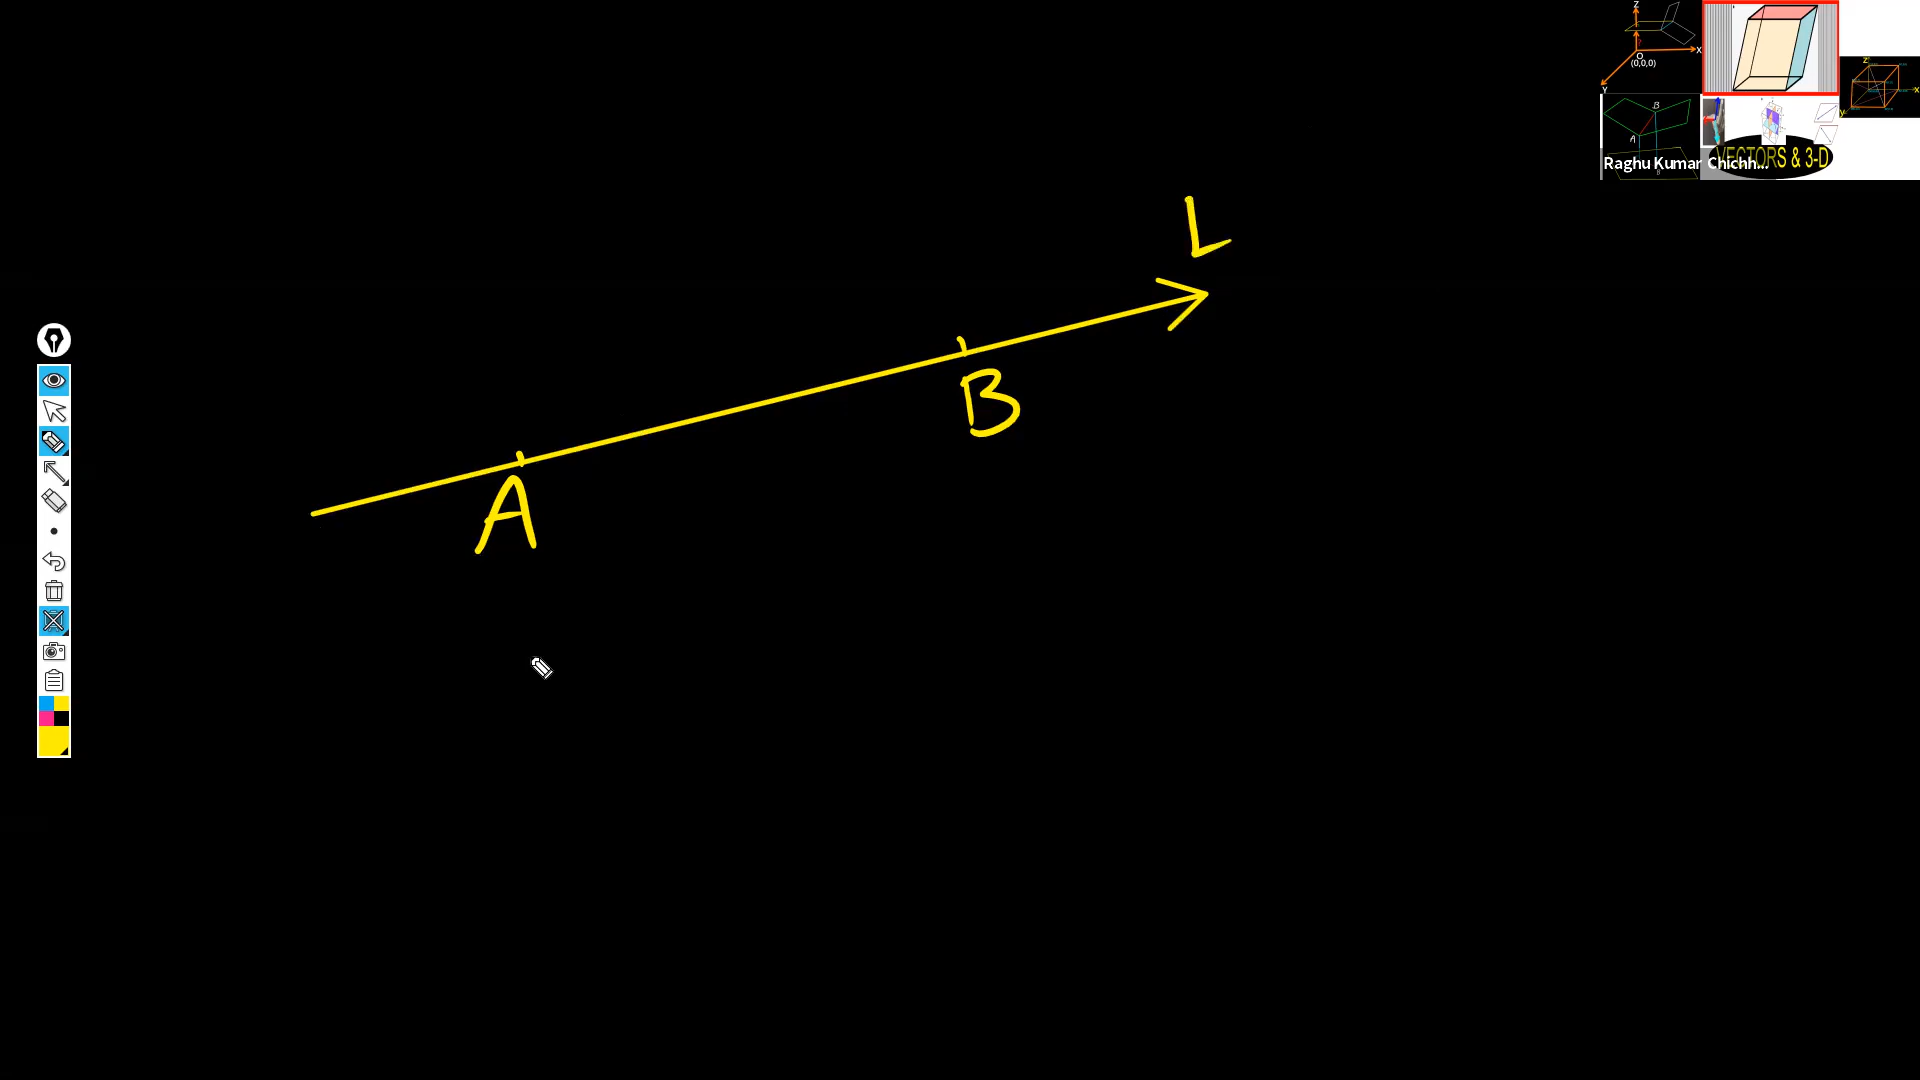 Z
X
O
(0,0,0)
Y
Z
X
Y
B
A
B
Raghu Kumar Chichh...
VECTORS & 3-D
L
B
A